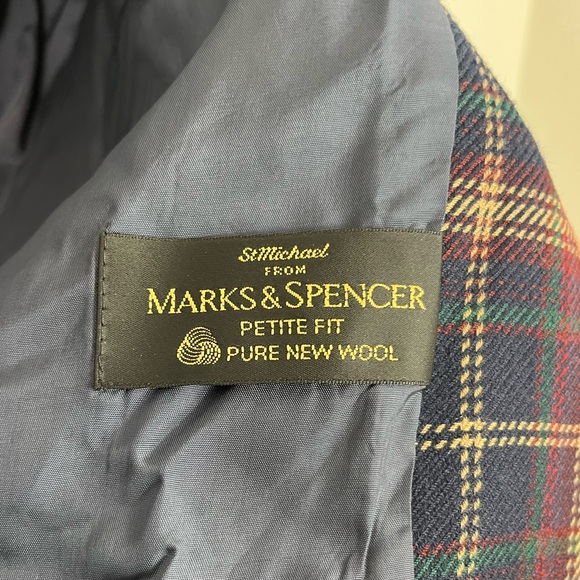 StMichael
FROM
MARKS & SPENCER
PETITE FIT
PURE NEW WOOL